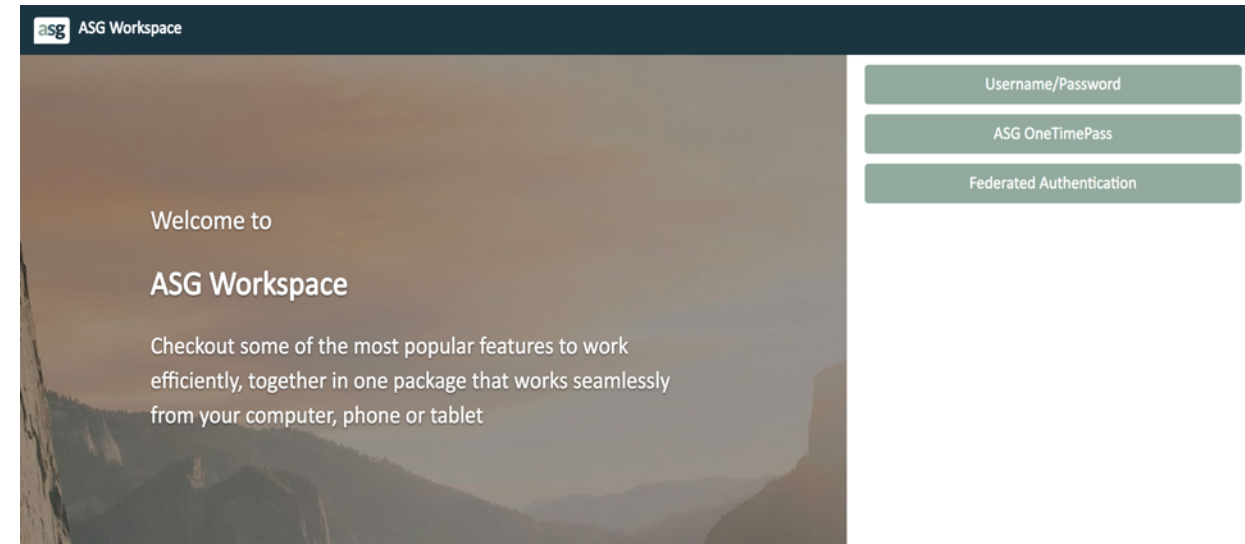 asg ASG Workspace
Welcome to
ASG Workspace
Checkout some of the most popular features to work
efficiently, together in one package that works seamlessly
from your computer, phone or tablet
Username/Password
ASG OneTimePass
Federated Authentication